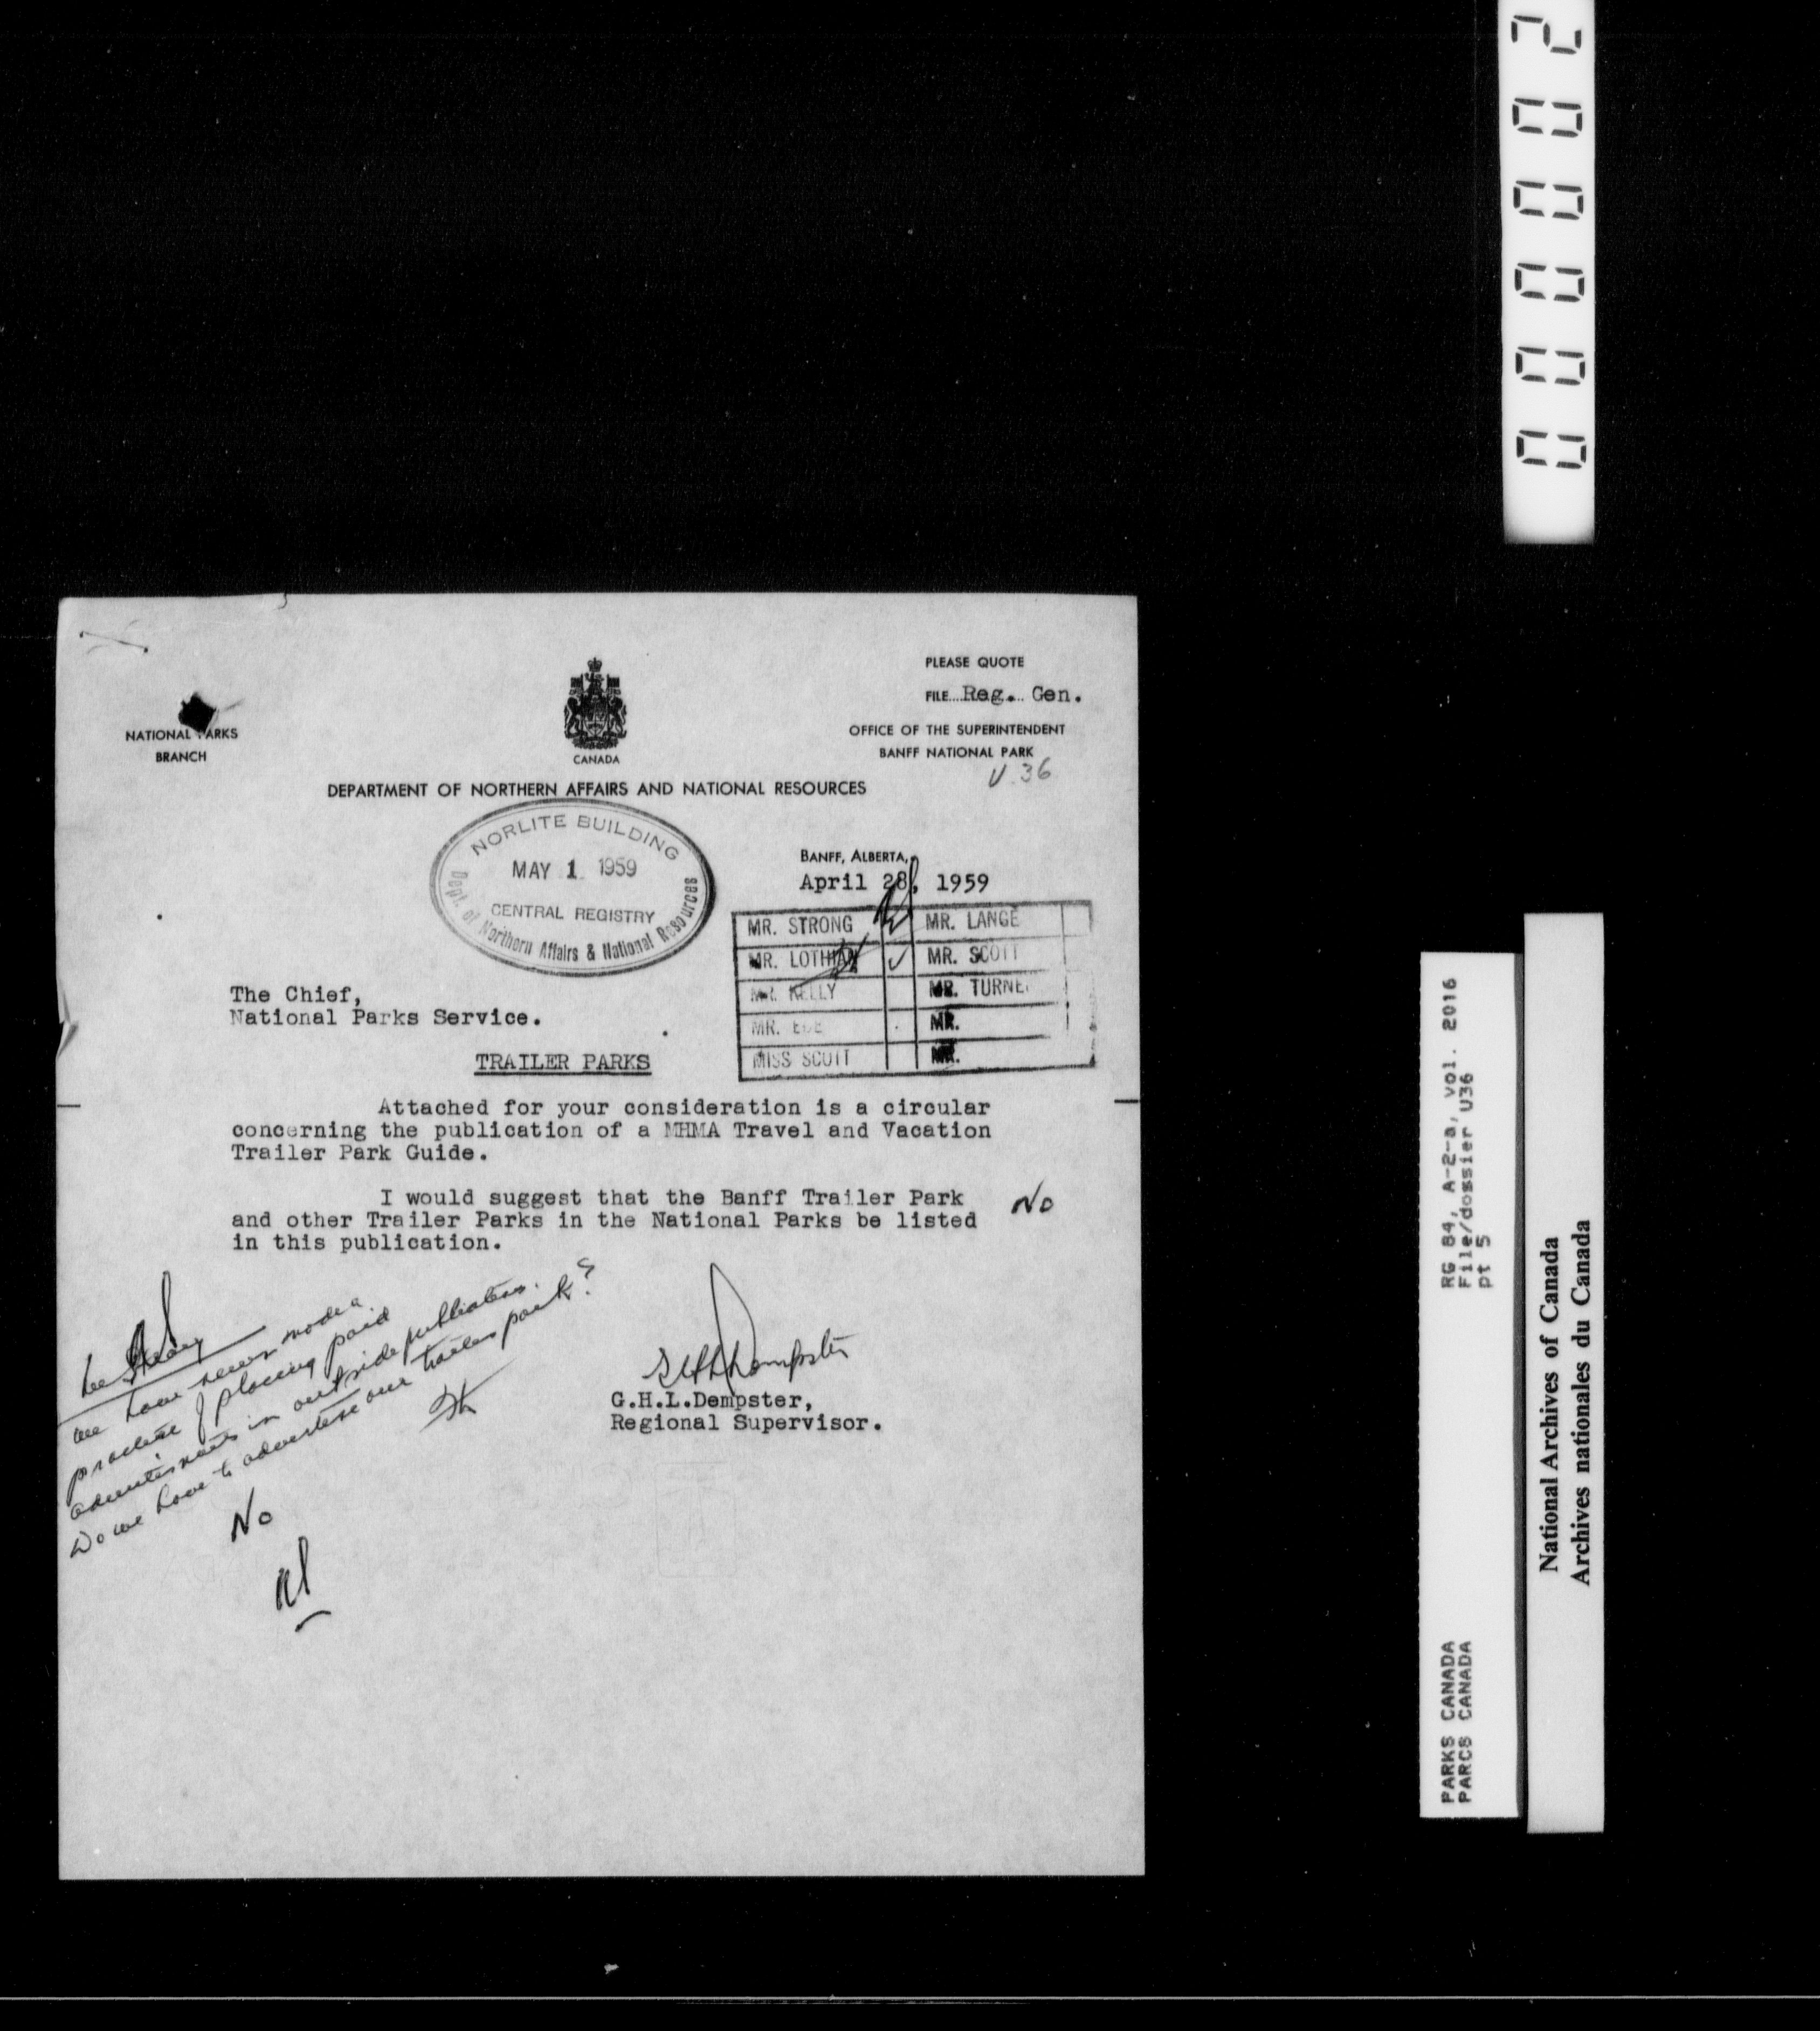 000002
PLEASE QUOTE
FILE....Reg.... Gen.
NATIONAL PARKS
BRANCH
CANADA
OFFICE OF THE SUPERINTENDENT
BANFF NATIONAL PARK
U 36
DEPARTMENT OF NORTHERN AFFAIRS AND NATIONAL RESOURCES
NORLITE BUILDING
MAY 1 1959
CENTRAL REGISTRY
Dept. of Northern Affairs & National Resources
BANFF, ALBERTA,
April 28, 1959
MR. STRONG MR. LANGE
MR. LOTHIAN MR. SCOTT
MR. KELLY MR. TURNE
MR. EDE MR.
MISS SCOTT MR.
The Chief,
National Parks Service.
TRAILER PARKS
Attached for your consideration is a circular
concerning the publication of a MHMA Travel and Vacation
Trailer Park Guide.
I would suggest that the Banff Trailer Park
and other Trailer Parks in the National Parks be listed
in this publication.
No
We have never made a
practice of placing paid
advertisements in outside publications.
Do we have to advertise our trailer park?
No
G.H.L.Dempster,
Regional Supervisor.
RG 84, A-2-a, vol. 2016
File/dossier U36
pt 5
PARKS CANADA
PARCS CANADA
National Archives of Canada
Archives nationales du Canada